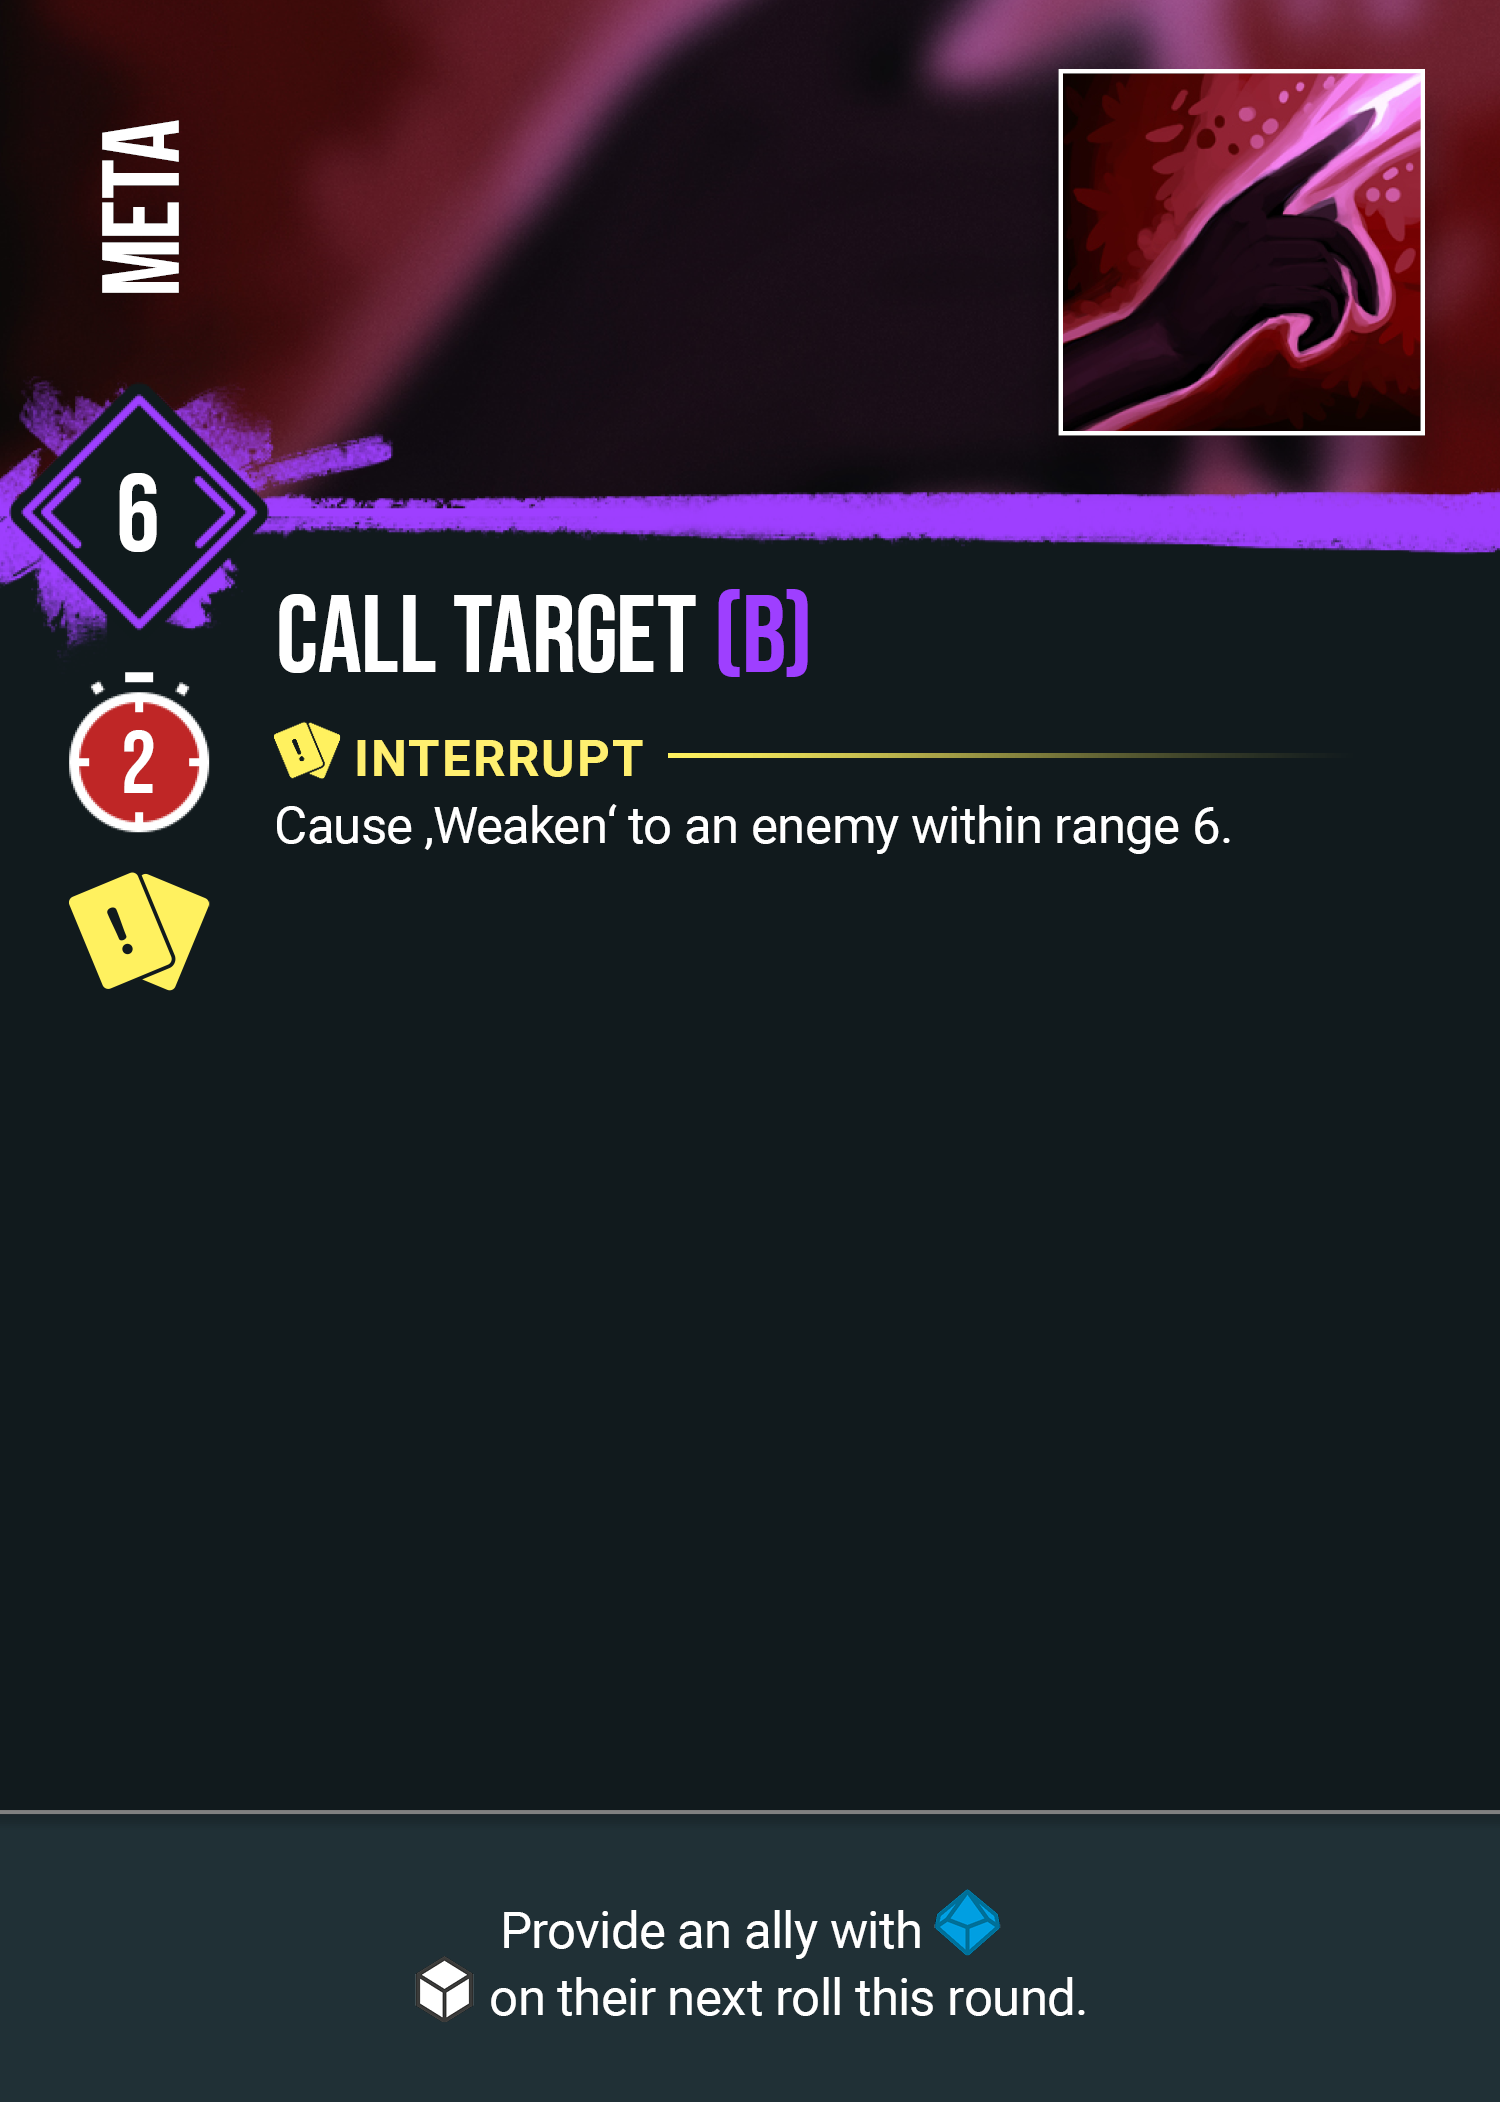 META
6
CALL TARGET (B)
2
! INTERRUPT
Cause ‚Weaken‘ to an enemy within range 6.
!
Provide an ally with
on their next roll this round.